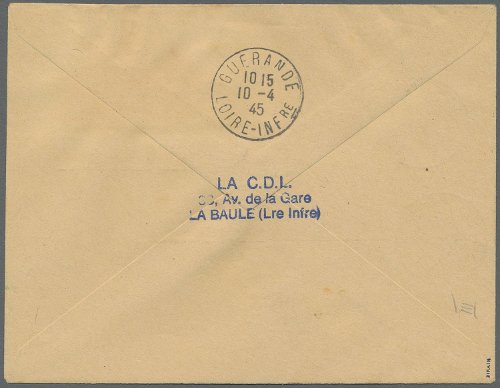 GUERANDE
10 15
10 -4
45
LOIRE-INFRE
LA C.D.L.
Av. de la Gare
LA BAULE (Lre Infre)